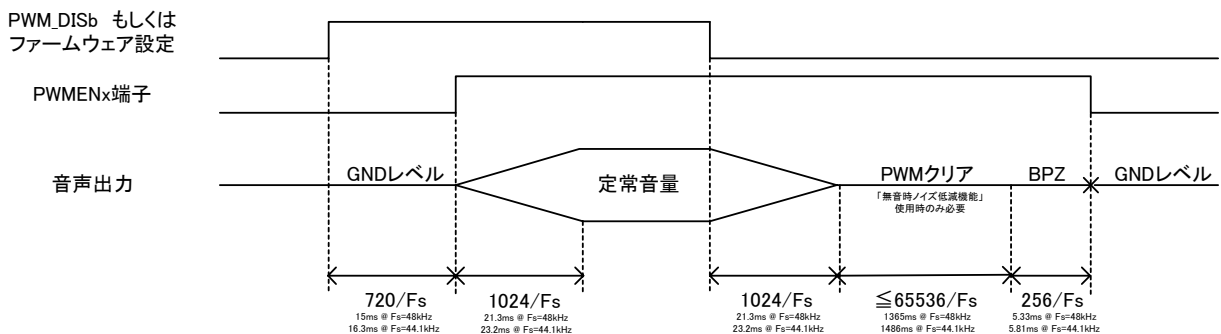 PWM_DISb もしくは
ファームウェア設定
PWMENx端子
音声出力
GNDレベル
定常音量
PWMクリア
「無音時ノイズ低減機能」
使用時のみ必要
BPZ
GNDレベル
720/Fs
15ms @ Fs=48kHz
16.3ms @ Fs=44.1kHz
1024/Fs
21.3ms @ Fs=48kHz
23.2ms @ Fs=44.1kHz
1024/Fs
21.3ms @ Fs=48kHz
23.2ms @ Fs=44.1kHz
≦65536/Fs
1365ms @ Fs=48kHz
1486ms @ Fs=44.1kHz
256/Fs
5.33ms @ Fs=48kHz
5.81ms @ Fs=44.1kHz